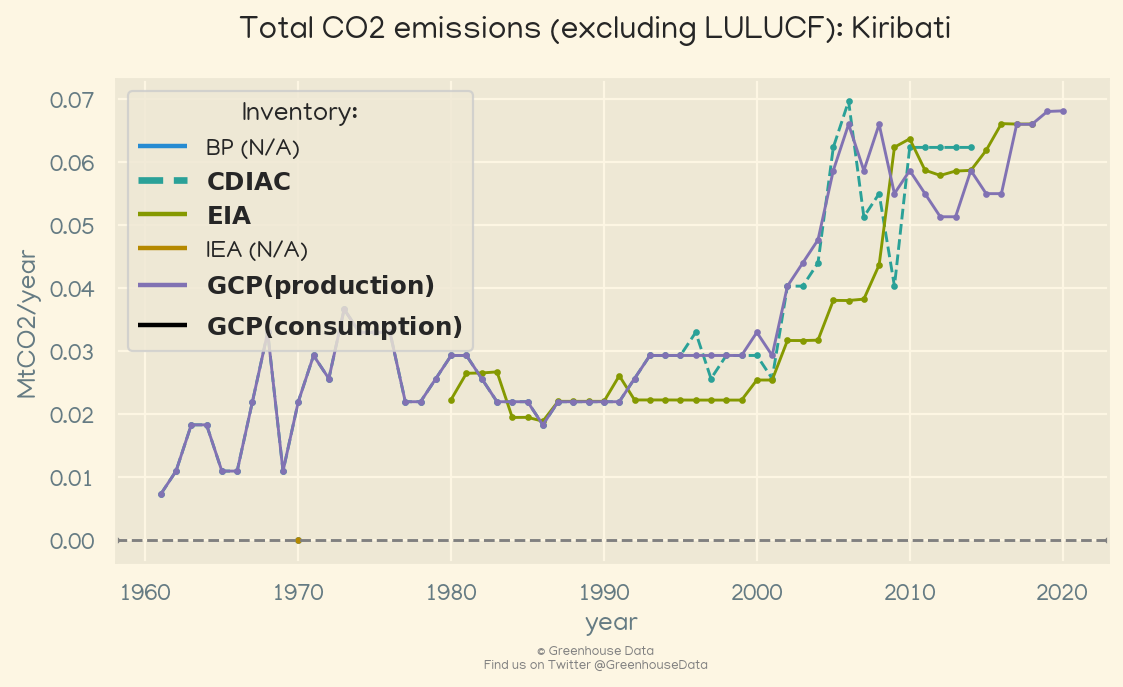 Total CO2 emissions (excluding LULUCF): Kiribati
Inventory:
BP (N/A)
CDIAC
EIA
IEA (N/A)
GCP(production)
GCP(consumption)
MtCO2/year
0.07
0.06
0.05
0.04
0.03
0.02
0.01
0.00
1960 1970 1980 1990 2000 2010 2020
year
© Greenhouse Data
Find us on Twitter @GreenhouseData